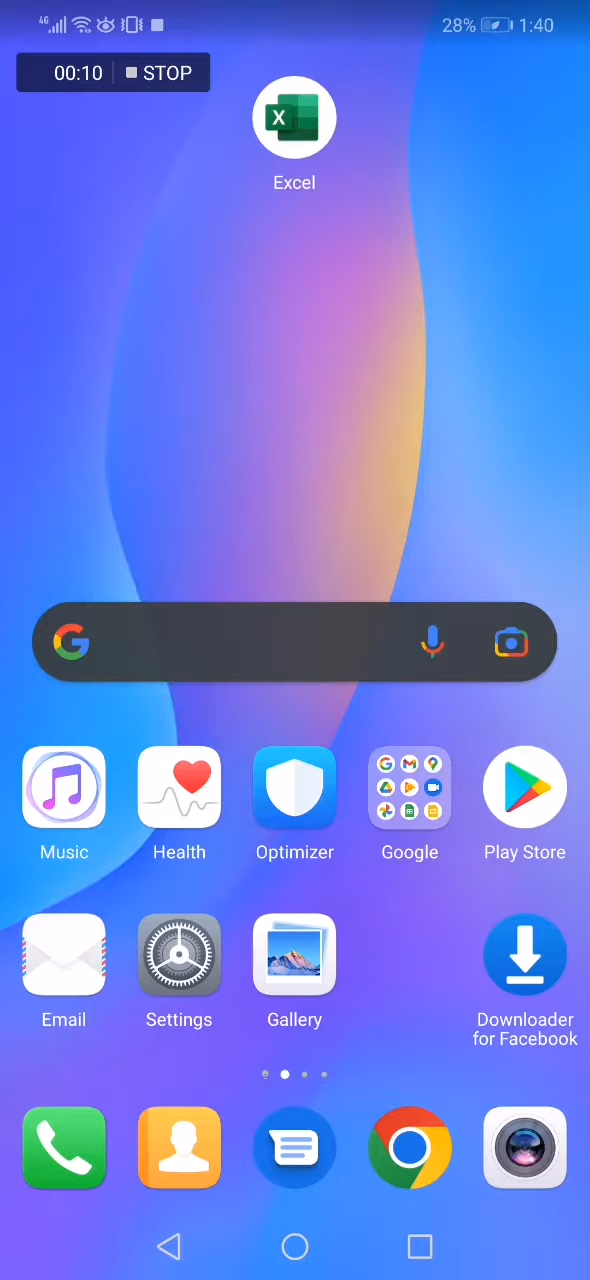 4G 28% 1:40
00:10 STOP
X
Excel
G
Music Health Optimizer Google Play Store
Email Settings Gallery Downloader
for Facebook